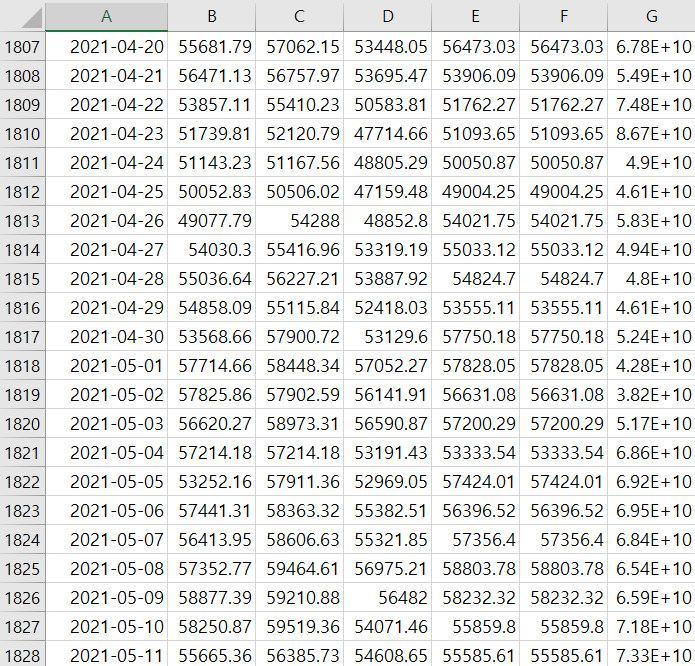 A B C D E F G
1807 2021-04-20 55681.79 57062.15 53448.05 56473.03 56473.03 6.78E+10
1808 2021-04-21 56471.13 56757.97 53695.47 53906.09 53906.09 5.49E+10
1809 2021-04-22 53857.11 55410.23 50583.81 51762.27 51762.27 7.48E+10
1810 2021-04-23 51739.81 52120.79 47714.66 51093.65 51093.65 8.67E+10
1811 2021-04-24 51143.23 51167.56 48805.29 50050.87 50050.87 4.9E+10
1812 2021-04-25 50052.83 50506.02 47159.48 49004.25 49004.25 4.61E+10
1813 2021-04-26 49077.79 54288 48852.8 54021.75 54021.75 5.83E+10
1814 2021-04-27 54030.3 55416.96 53319.19 55033.12 55033.12 4.94E+10
1815 2021-04-28 55036.64 56227.21 53887.92 54824.7 54824.7 4.8E+10
1816 2021-04-29 54858.09 55115.84 52418.03 53555.11 53555.11 4.61E+10
1817 2021-04-30 53568.66 57900.72 53129.6 57750.18 57750.18 5.24E+10
1818 2021-05-01 57714.66 58448.34 57052.27 57828.05 57828.05 4.28E+10
1819 2021-05-02 57825.86 57902.59 56141.91 56631.08 56631.08 3.82E+10
1820 2021-05-03 56620.27 58973.31 56590.87 57200.29 57200.29 5.17E+10
1821 2021-05-04 57214.18 57214.18 53191.43 53333.54 53333.54 6.86E+10
1822 2021-05-05 53252.16 57911.36 52969.05 57424.01 57424.01 6.92E+10
1823 2021-05-06 57441.31 58363.32 55382.51 56396.52 56396.52 6.95E+10
1824 2021-05-07 56413.95 58606.63 55321.85 57356.4 57356.4 6.84E+10
1825 2021-05-08 57352.77 59464.61 56975.21 58803.78 58803.78 6.54E+10
1826 2021-05-09 58877.39 59210.88 56482 58232.32 58232.32 6.59E+10
1827 2021-05-10 58250.87 59519.36 54071.46 55859.8 55859.8 7.18E+10
1828 2021-05-11 55665.36 56385.73 54608.65 55585.61 55585.61 7.33E+10